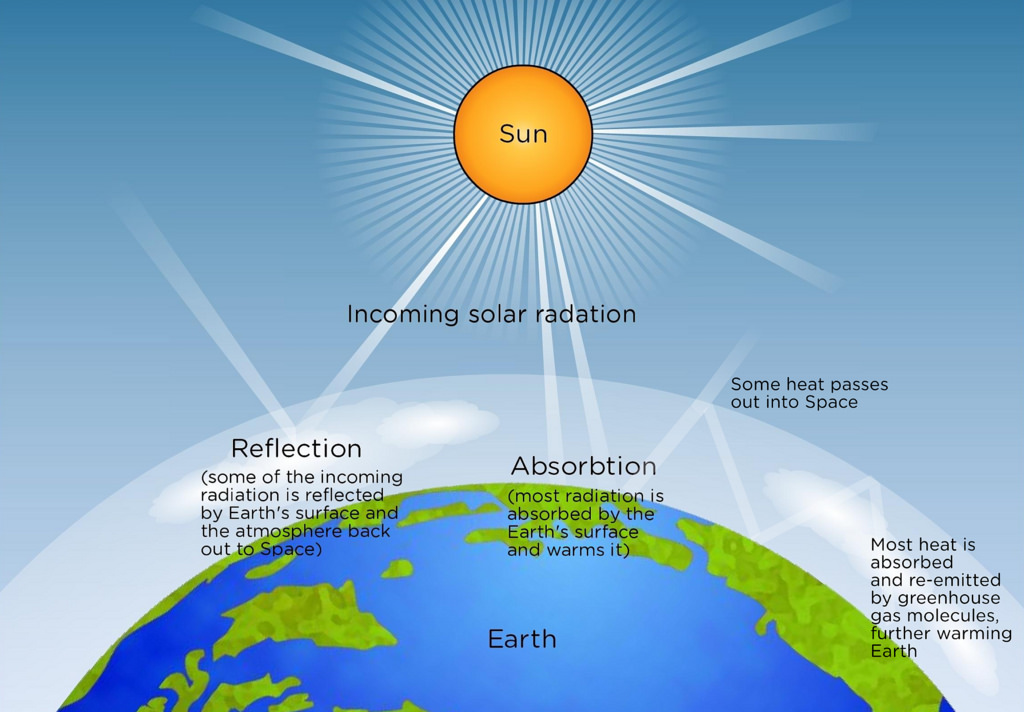 Sun
Incoming solar radation
Some heat passes
out into Space
Reflection
(some of the incoming
radiation is reflected
by Earth's surface and
the atmosphere back
out to Space)
Absorbtion
(most radiation is
absorbed by the
Earth's surface
and warms it)
Most heat is
absorbed
and re-emitted
by greenhouse
gas molecules,
further warming
Earth
Earth